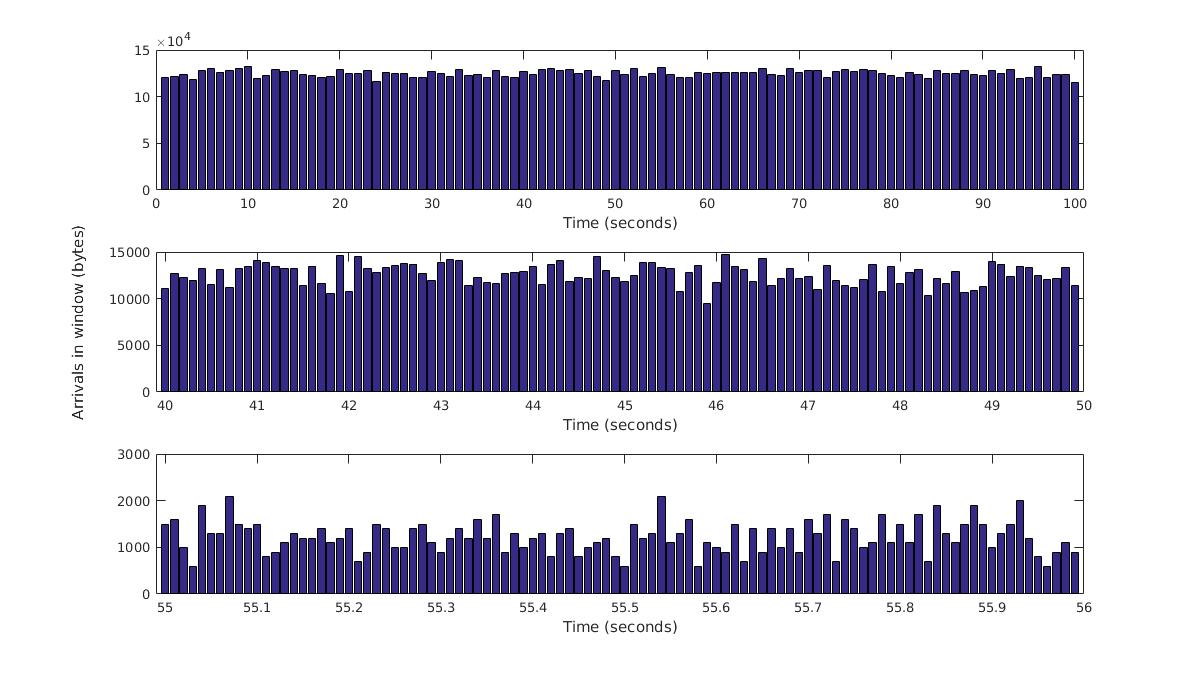 ×10⁴
15
10
5
0
0 10 20 30 40 50 60 70 80 90 100
Time (seconds)
Arrivals in window (bytes)
15000
10000
5000
0
40 41 42 43 44 45 46 47 48 49 50
Time (seconds)
3000
2000
1000
0
55 55.1 55.2 55.3 55.4 55.5 55.6 55.7 55.8 55.9 56
Time (seconds)